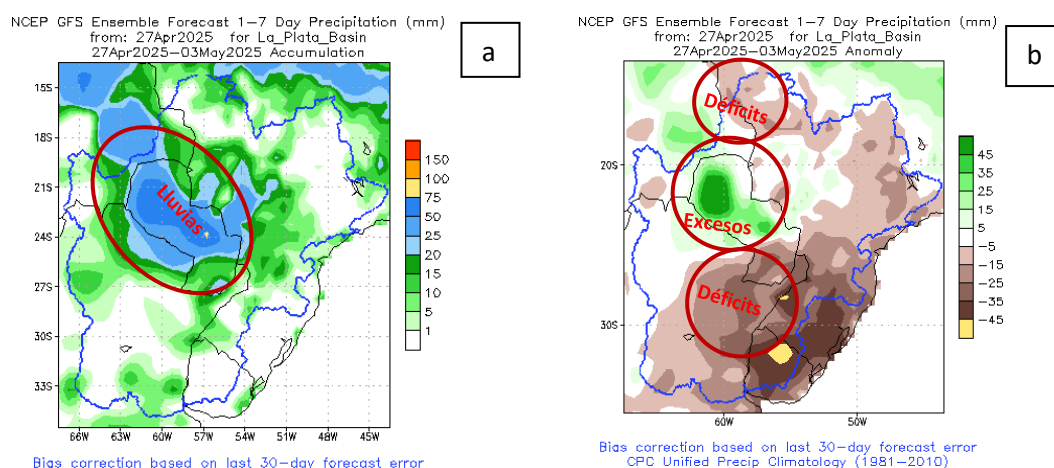 NCEP GFS Ensemble Forecast 1-7 Day Precipitation (mm)
from: 27Apr2025 for La_Plata_Basin
27Apr2025-03May2025 Accumulation
a
15S
18S
21S
24S
27S
30S
33S
66W 63W 60W 57W 54W 51W 48W 45W
Lluvias
150
100
75
50
25
20
15
10
5
1
Bias correction based on last 30-day forecast error
NCEP GFS Ensemble Forecast 1-7 Day Precipitation (mm)
from: 27Apr2025 for La_Plata_Basin
27Apr2025-03May2025 Anomaly
b
20S
30S
60W 50W
Déficits
Excesos
Déficits
45
35
25
15
5
-5
-15
-25
-35
-45
Bias correction based on last 30-day forecast error
CPC Unified Precip Climatology (1981-2010)